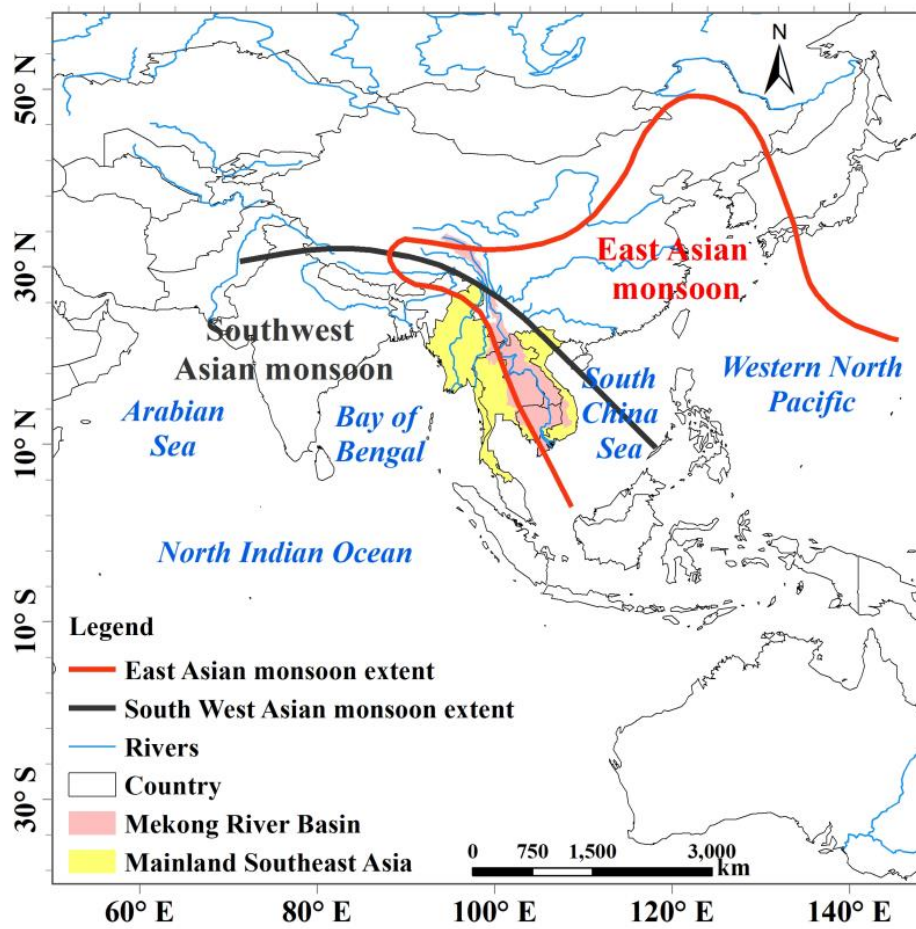 N
50° N
30° N
10° N
10° S
30° S
East Asian
monsoon
Southwest
Asian monsoon
Western North
Pacific
South
China
Sea
Arabian
Sea
Bay of
Bengal
North Indian Ocean
Legend
East Asian monsoon extent
South West Asian monsoon extent
Rivers
Country
Mekong River Basin
Mainland Southeast Asia
0 750 1,500 3,000
km
60° E 80° E 100° E 120° E 140° E